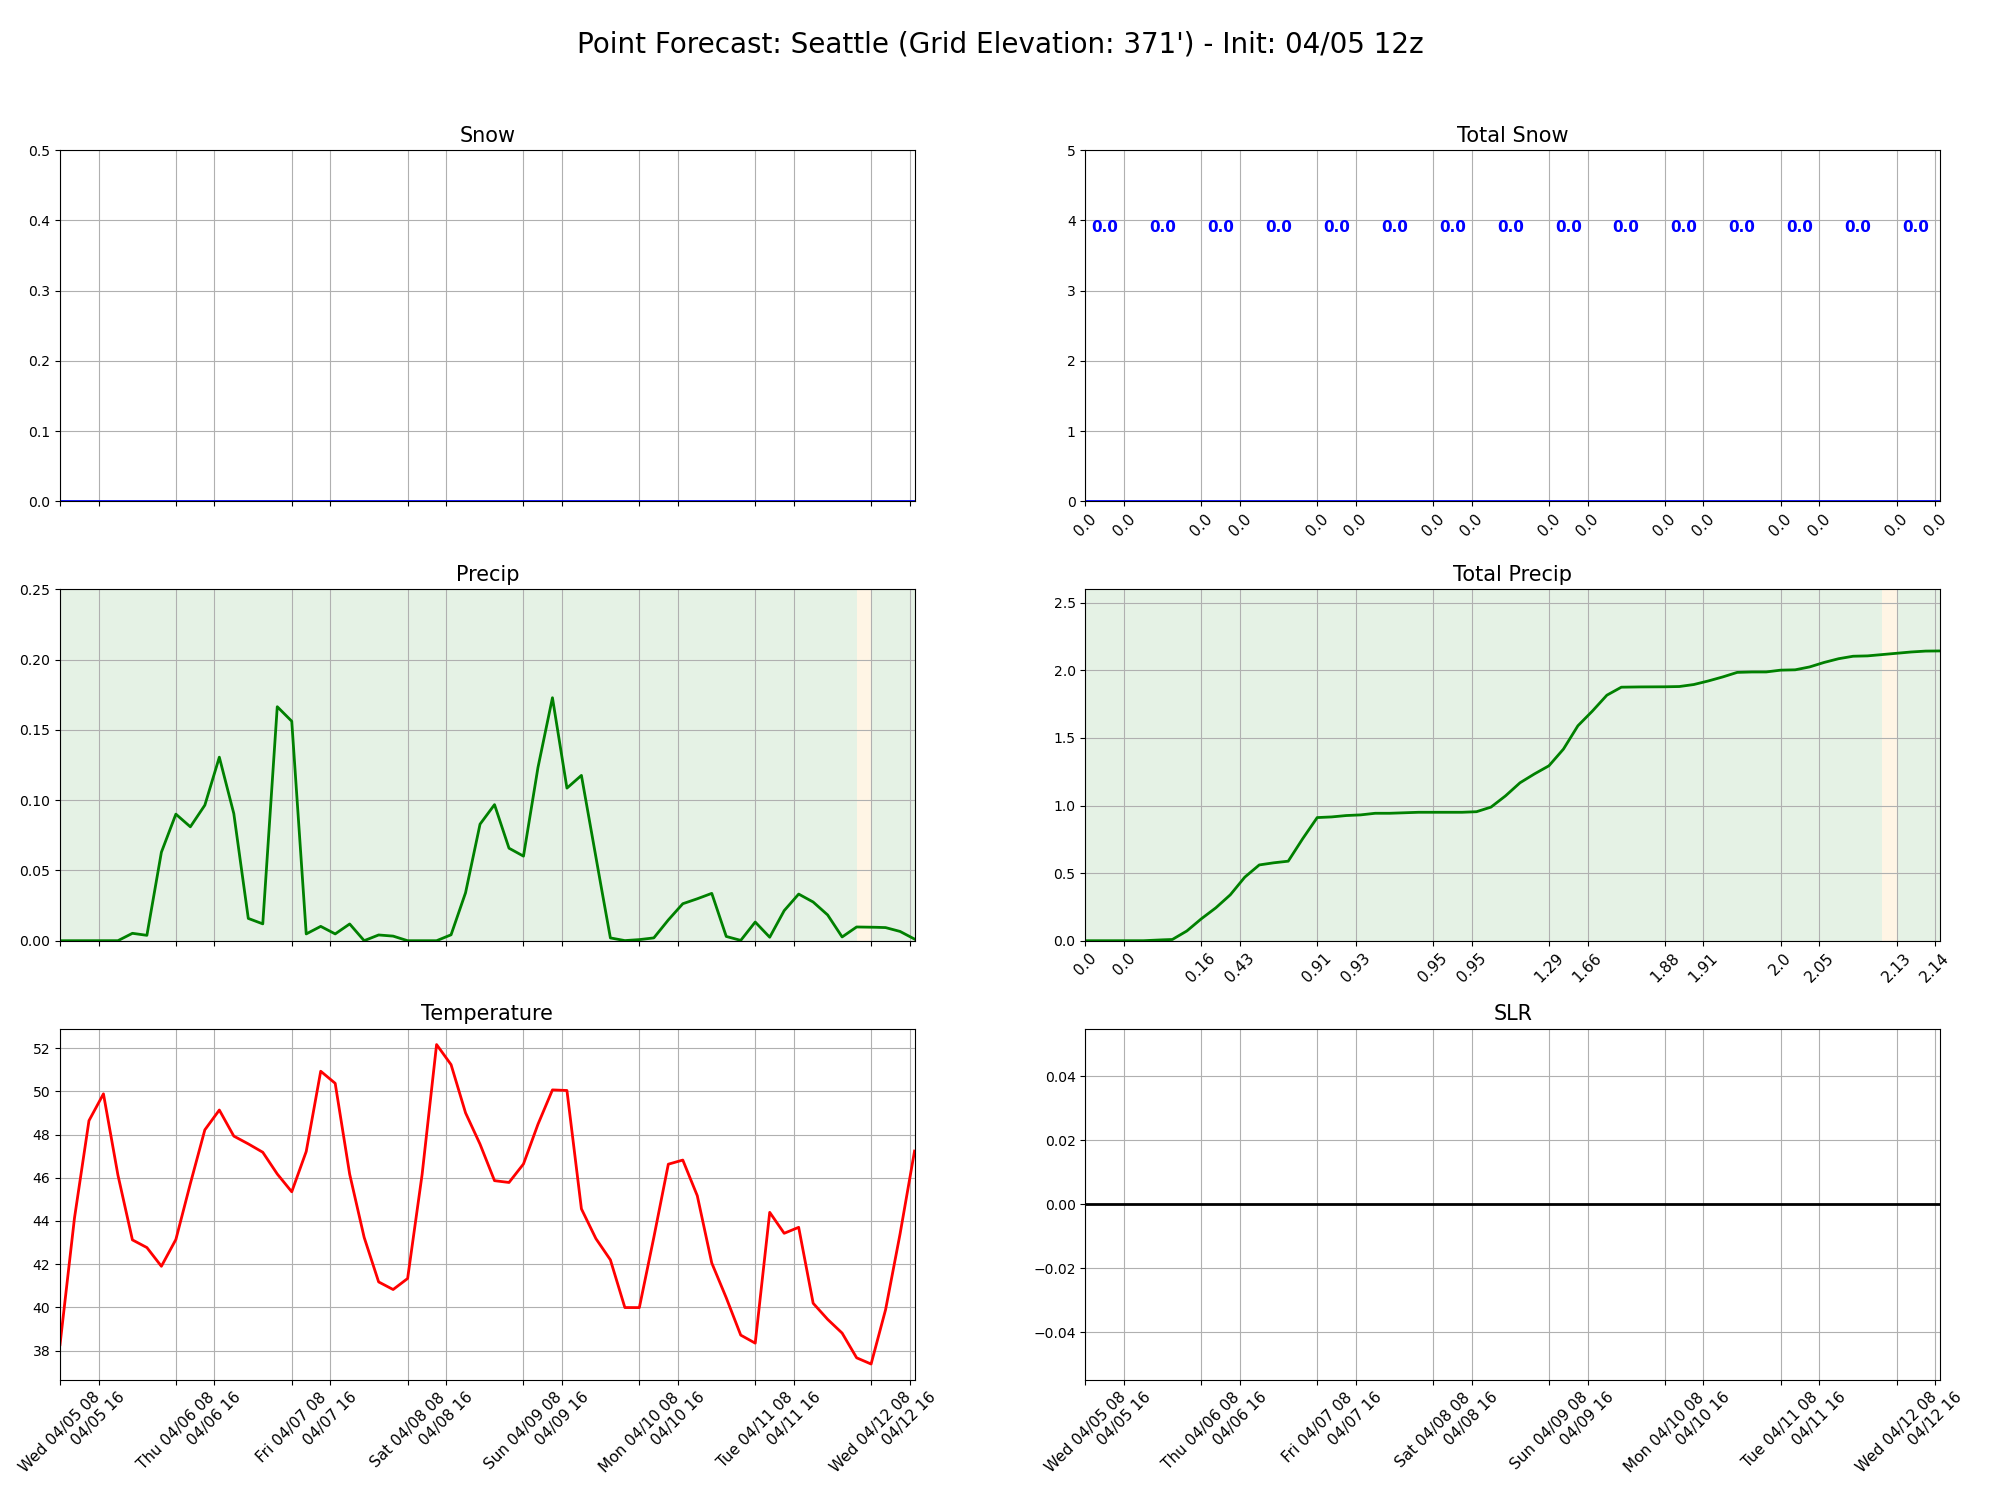 Point Forecast: Seattle (Grid Elevation: 371') - Init: 04/05 12z
Snow
0.5
0.4
0.3
0.2
0.1
0.0
Total Snow
5
4
3
2
1
0
0.0 0.0 0.0 0.0 0.0 0.0 0.0 0.0 0.0 0.0 0.0 0.0 0.0 0.0 0.0
0.0 0.0 0.0 0.0 0.0 0.0 0.0 0.0 0.0 0.0 0.0 0.0 0.0 0.0 0.0 0.0
Precip
0.25
0.20
0.15
0.10
0.05
0.00
Total Precip
2.5
2.0
1.5
1.0
0.5
0.0
0.0 0.0 0.16 0.43 0.91 0.93 0.95 0.95 1.29 1.66 1.88 1.91 2.0 2.05 2.13 2.14
Temperature
52
50
48
46
44
42
40
38
Wed 04/05 08
04/05 16
Thu 04/06 08
04/06 16
Fri 04/07 08
04/07 16
Sat 04/08 08
04/08 16
Sun 04/09 08
04/09 16
Mon 04/10 08
04/10 16
Tue 04/11 08
04/11 16
Wed 04/12 08
04/12 16
SLR
0.04
0.02
0.00
−0.02
−0.04
Wed 04/05 08
04/05 16
Thu 04/06 08
04/06 16
Fri 04/07 08
04/07 16
Sat 04/08 08
04/08 16
Sun 04/09 08
04/09 16
Mon 04/10 08
04/10 16
Tue 04/11 08
04/11 16
Wed 04/12 08
04/12 16